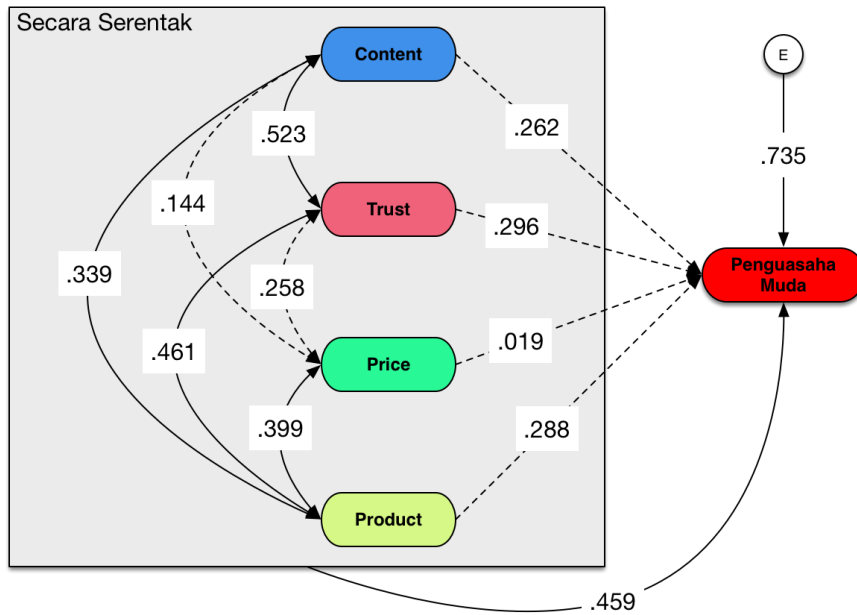 Secara Serentak
Content
E
.523
.262
.735
.144
Trust
.296
Penguasaha
Muda
.339
.258
.461
.019
Price
.399
.288
Product
.459